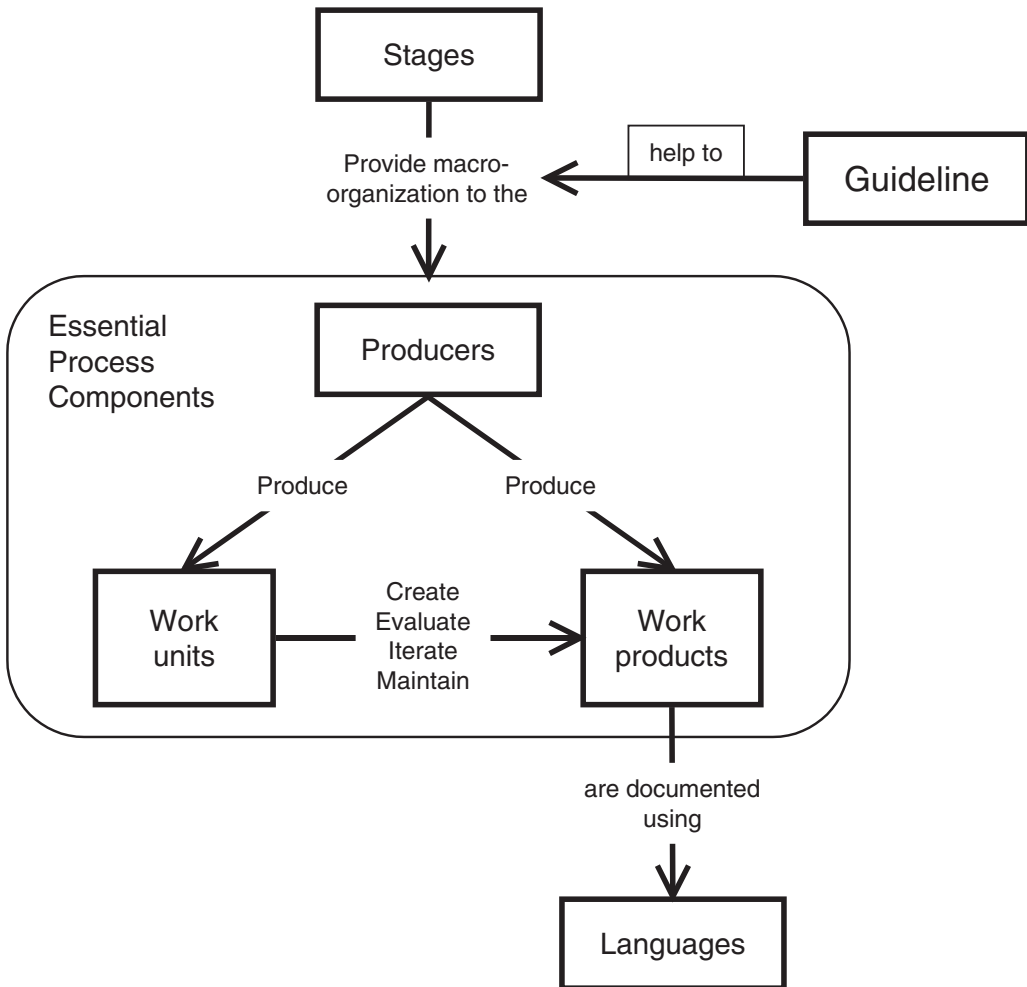 Stages
Provide macro-
organization to the
help to
Guideline
Essential
Process
Components
Producers
Produce
Produce
Work
units
Create
Evaluate
Iterate
Maintain
Work
products
are documented
using
Languages